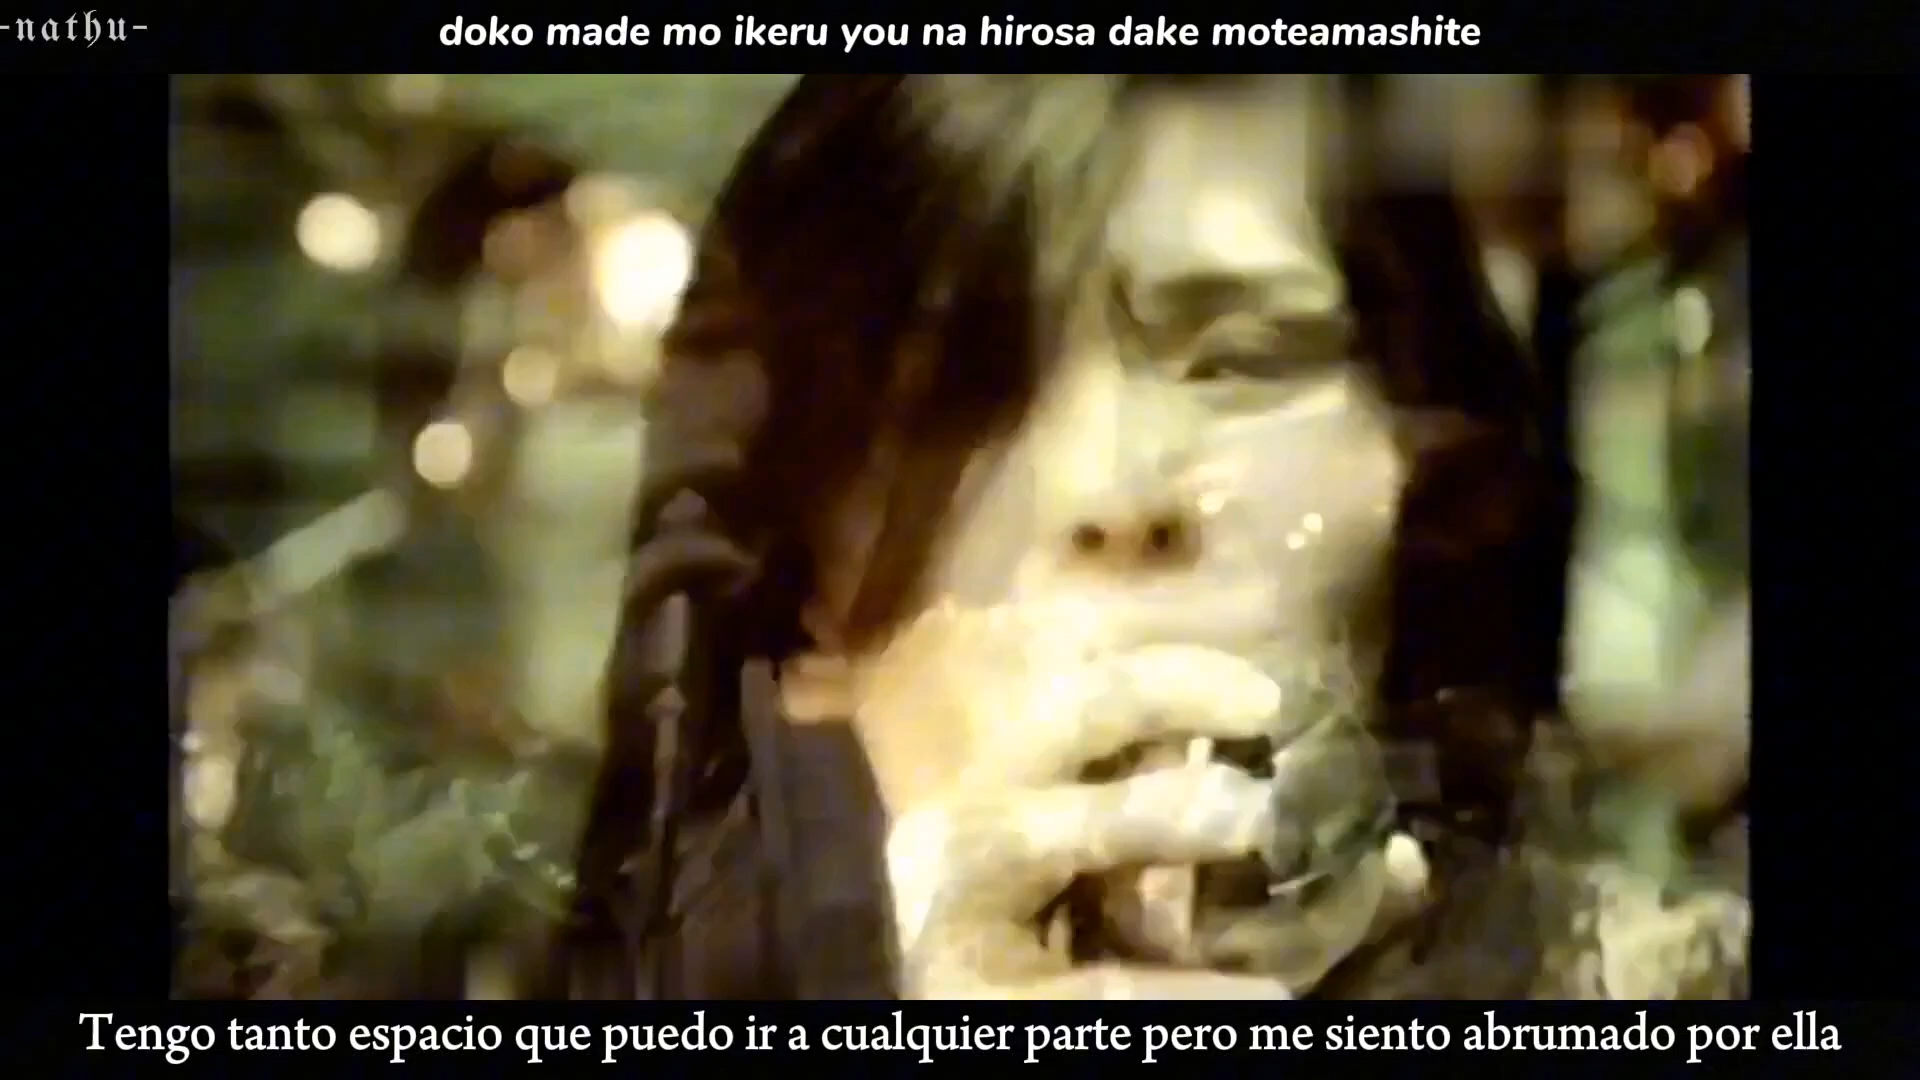 -nathu-
doko made mo ikeru you na hirosa dake moteamashite
Tengo tanto espacio que puedo ir a cualquier parte pero me siento abrumado por ella